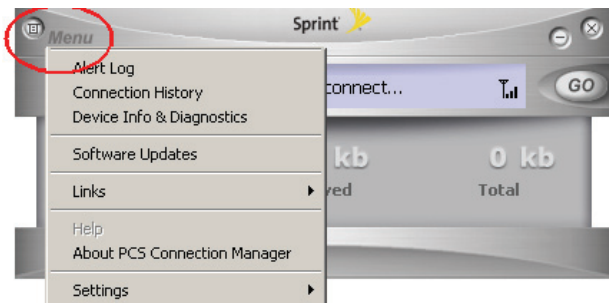 Sprint
Menu
Alert Log
Connection History
Device Info & Diagnostics
Software Updates
Links
Help
About PCS Connection Manager
Settings
connect...
GO
kb
0 kb
ved
Total